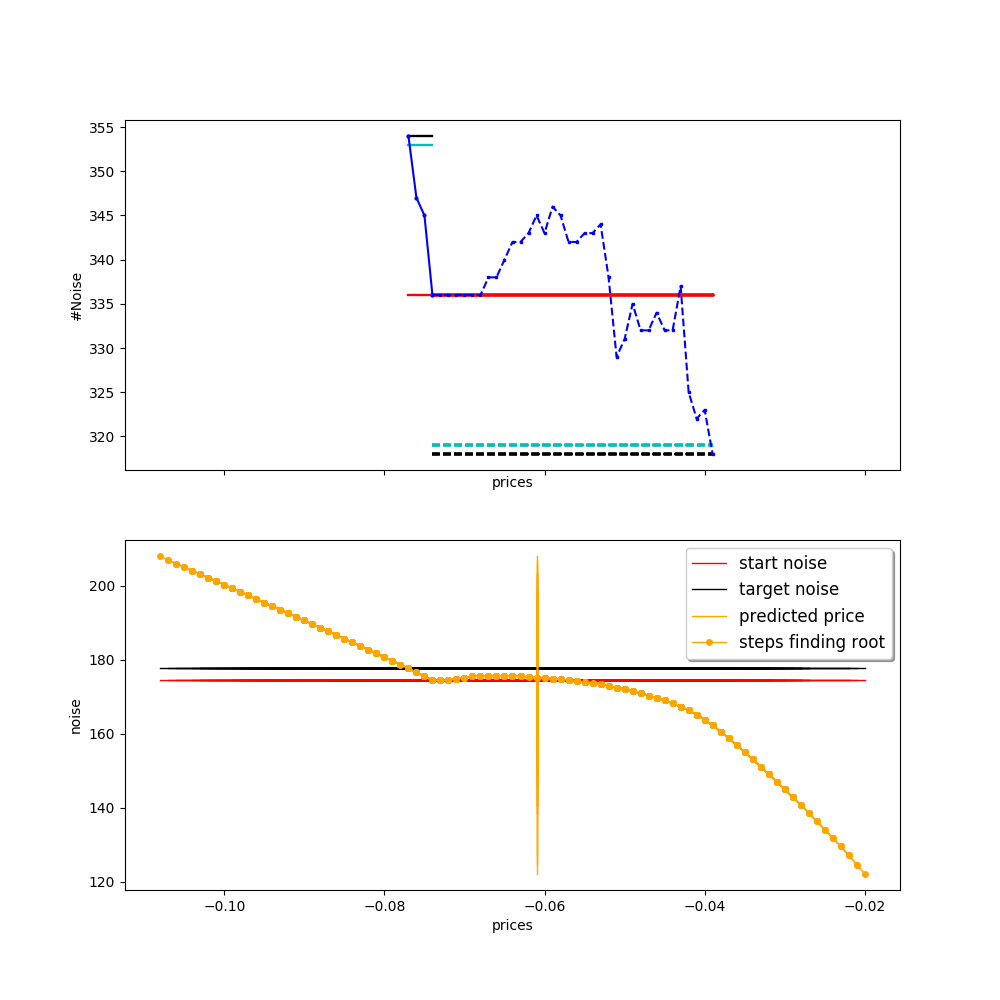 355
350
345
340
335
330
325
320
#Noise
prices
start noise
target noise
predicted price
steps finding root
200
180
160
140
120
noise
−0.10
−0.08
−0.06
−0.04
−0.02
prices